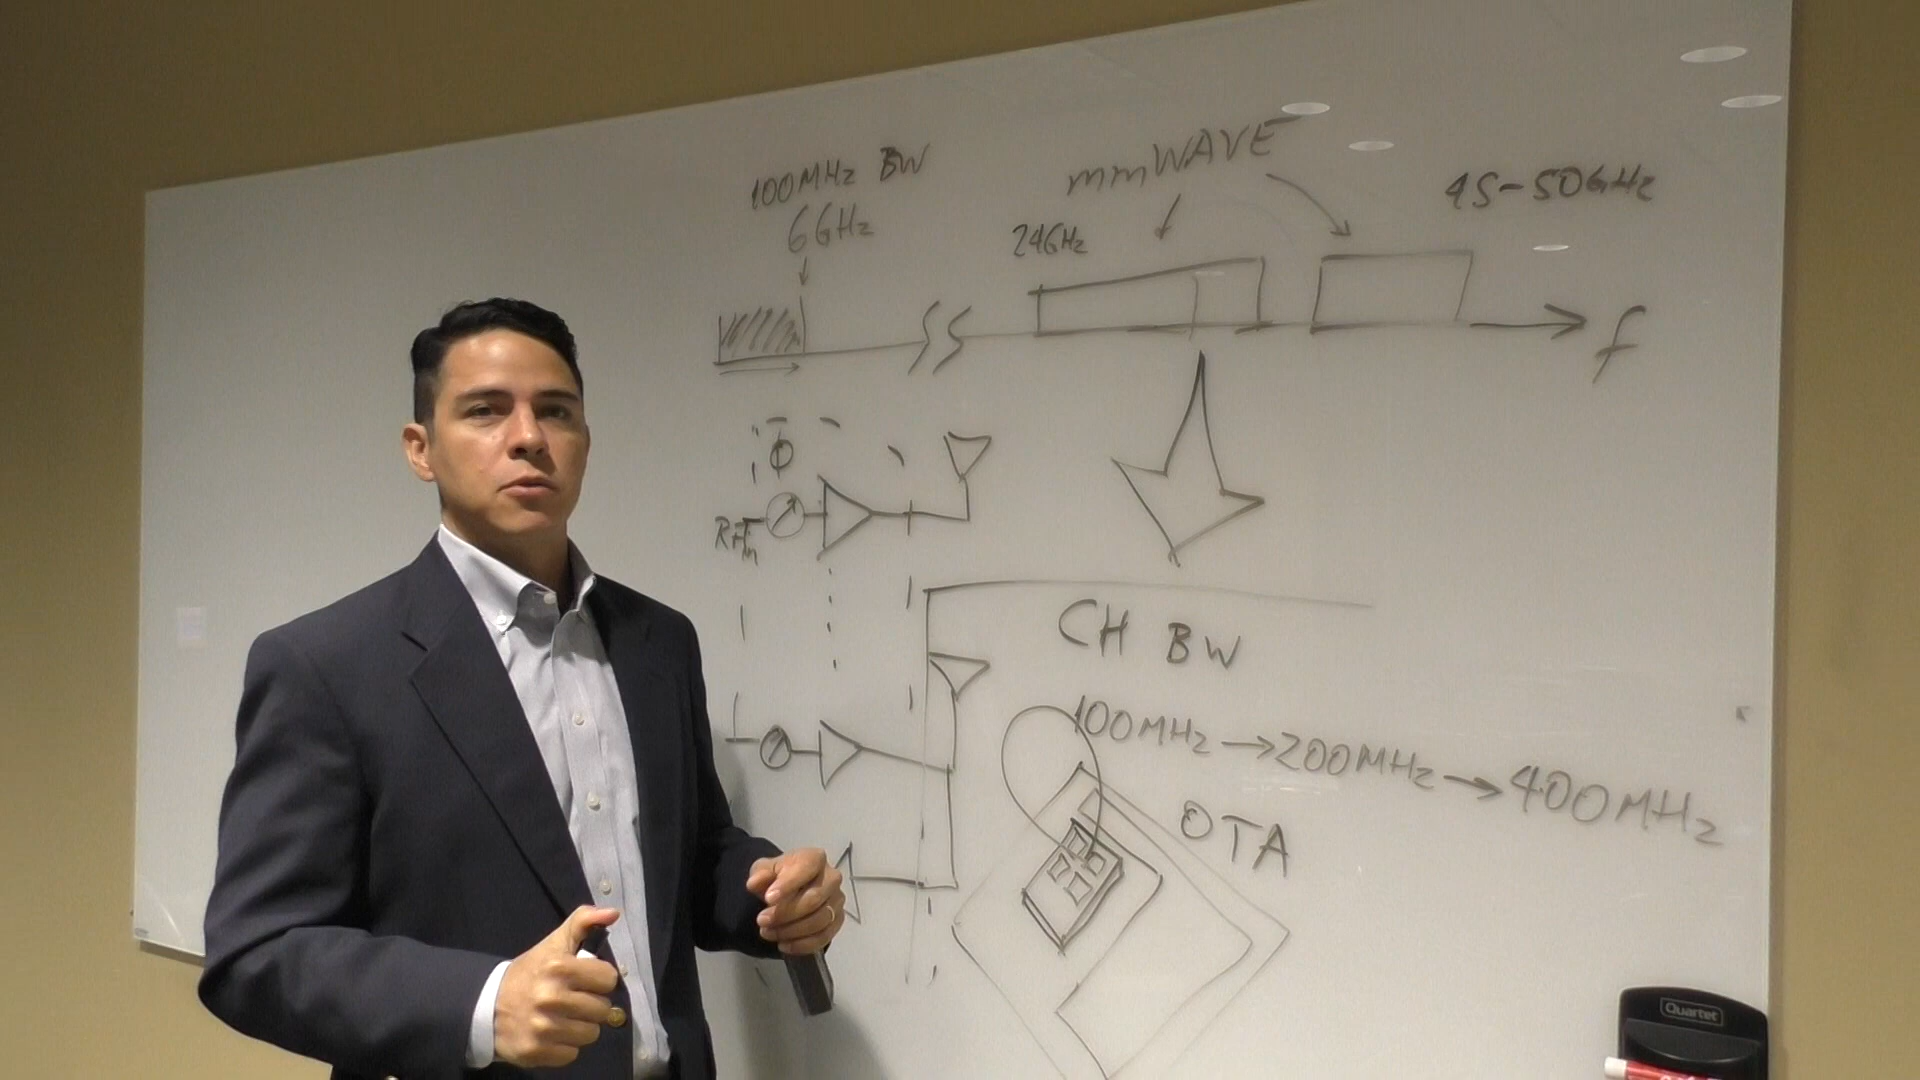 100MHz BW
6GHz
mmWAVE
24GHz
45-50GHz
f
Φ
RFin
CH BW
100MHz → 200MHz → 400MHz
OTA
Quartet